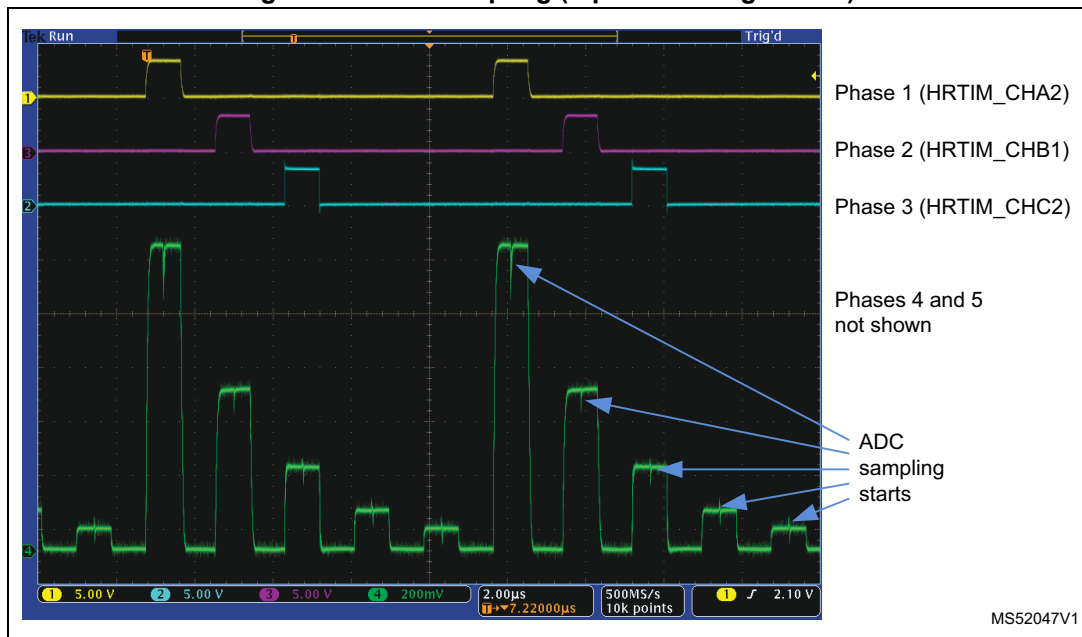 Tek Run
Trig'd
T
T
1
3
2
4
Phase 1 (HRTIM_CHA2)
Phase 2 (HRTIM_CHB1)
Phase 3 (HRTIM_CHC2)
Phases 4 and 5
not shown
ADC
sampling
starts
1 5.00 V 2 5.00 V 3 5.00 V 4 200mV
2.00µs
T→▼7.22000µs
500MS/s
10k points
1 ʃ 2.10 V
MS52047V1